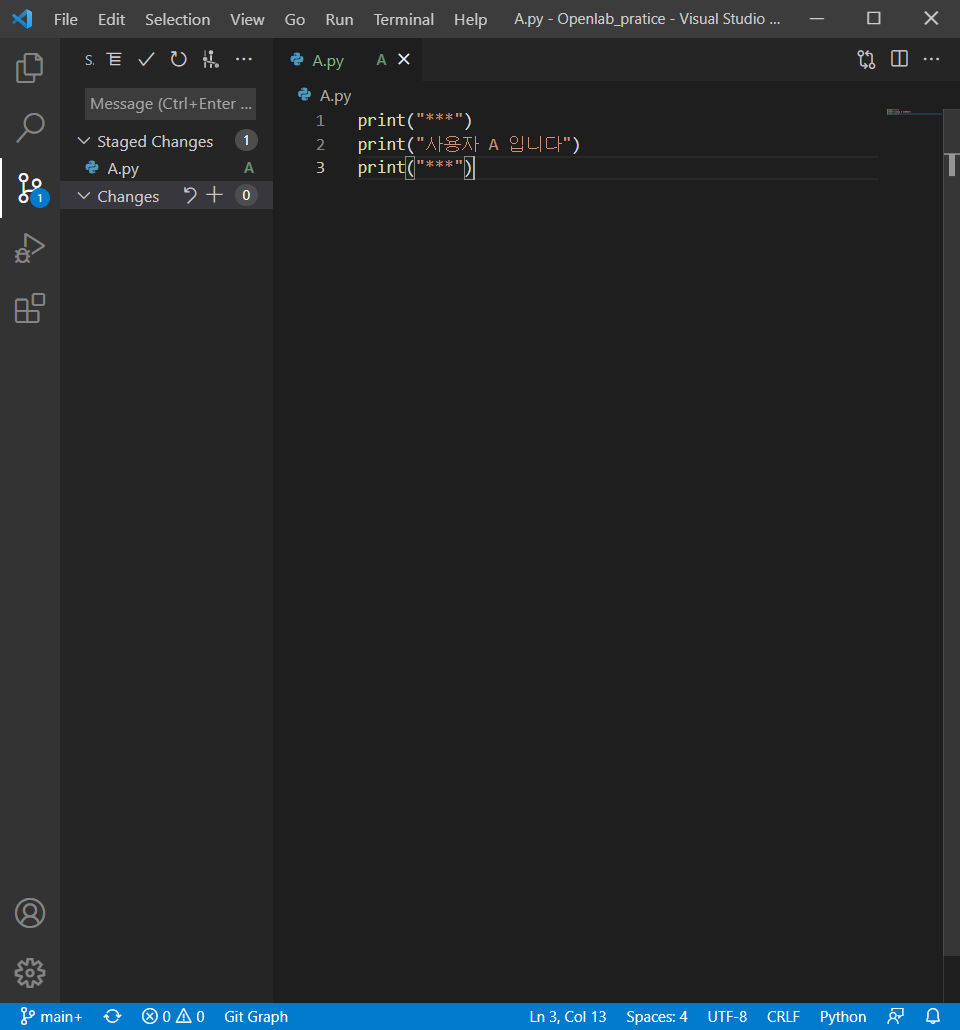 File Edit Selection View Go Run Terminal Help A.py - Openlab_pratice - Visual Studio ...
S.
A.py A
Message (Ctrl+Enter ...
Staged Changes 1
A.py A
Changes 0
1
A.py
1 print("***")
2 print("사용자 A 입니다")
3 print("***")
main+ 0 0 Git Graph Ln 3, Col 13 Spaces: 4 UTF-8 CRLF Python